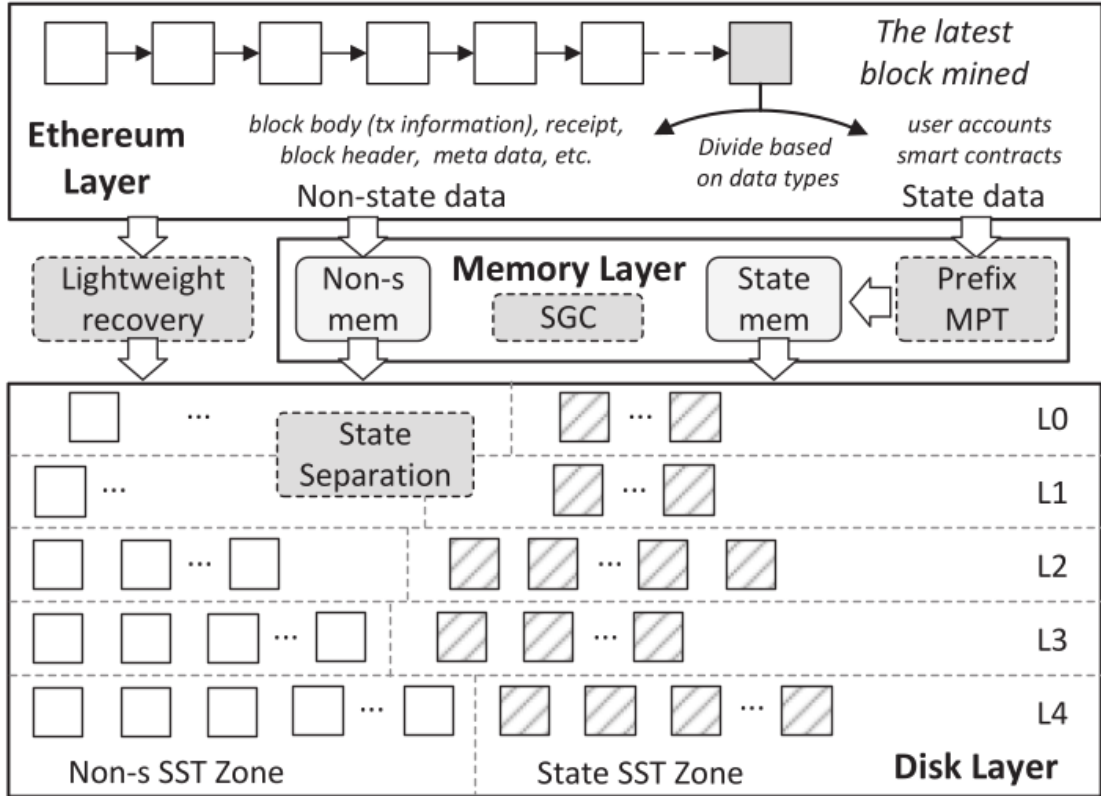 The latest
block mined
Ethereum
Layer
block body (tx information), receipt,
block header, meta data, etc.
Non-state data
Divide based
on data types
user accounts
smart contracts
State data
Lightweight
recovery
Non-s
mem
Memory Layer
SGC
State
mem
Prefix
MPT
...
State
Separation
...
L0
...
...
L1
...
...
L2
...
...
L3
...
...
L4
Non-s SST Zone
State SST Zone
Disk Layer